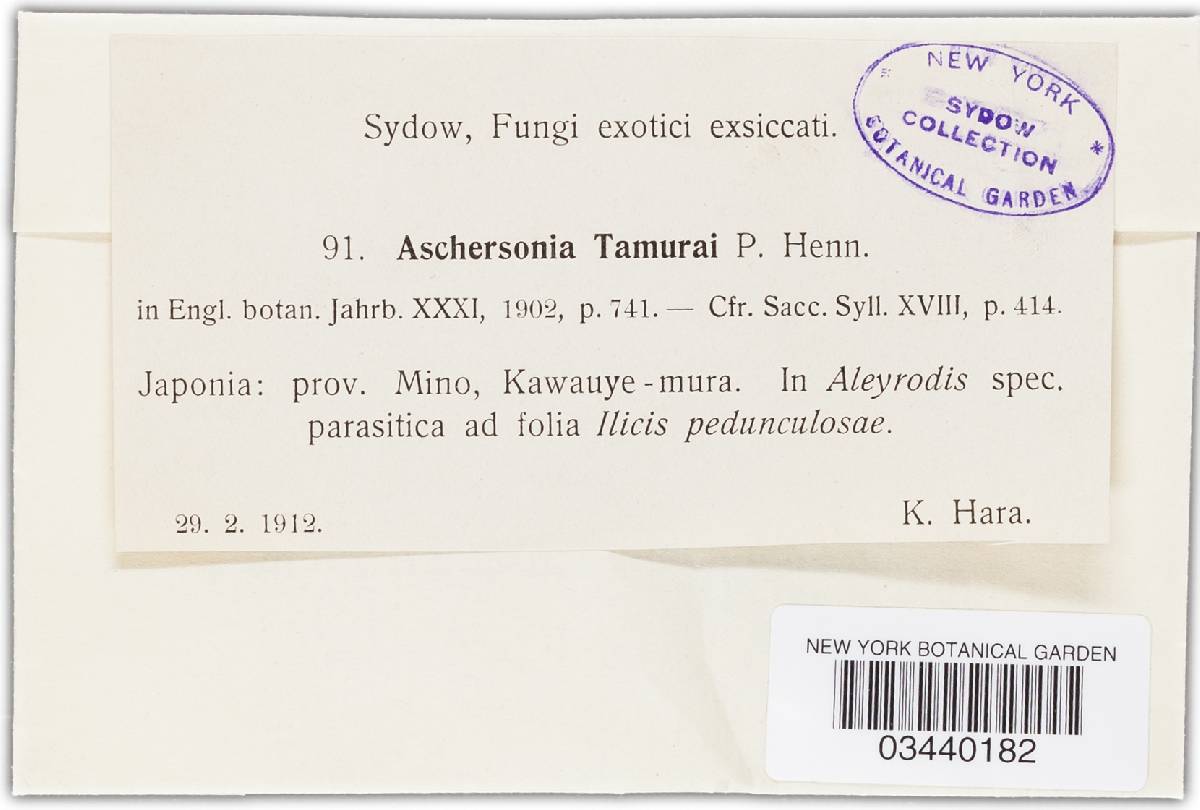 NEW YORK
SYDOW
COLLECTION
BOTANICAL GARDEN
Sydow, Fungi exotici exsiccati.
91. Aschersonia Tamurai P. Henn.
in Engl. botan. Jahrb. XXXI, 1902, p. 741. — Cfr. Sacc. Syll. XVIII, p. 414.
Japonia: prov. Mino, Kawauye-mura. In Aleyrodis spec.
parasitica ad folia Ilicis pedunculosae.
29. 2. 1912.
K. Hara.
NEW YORK BOTANICAL GARDEN
03440182